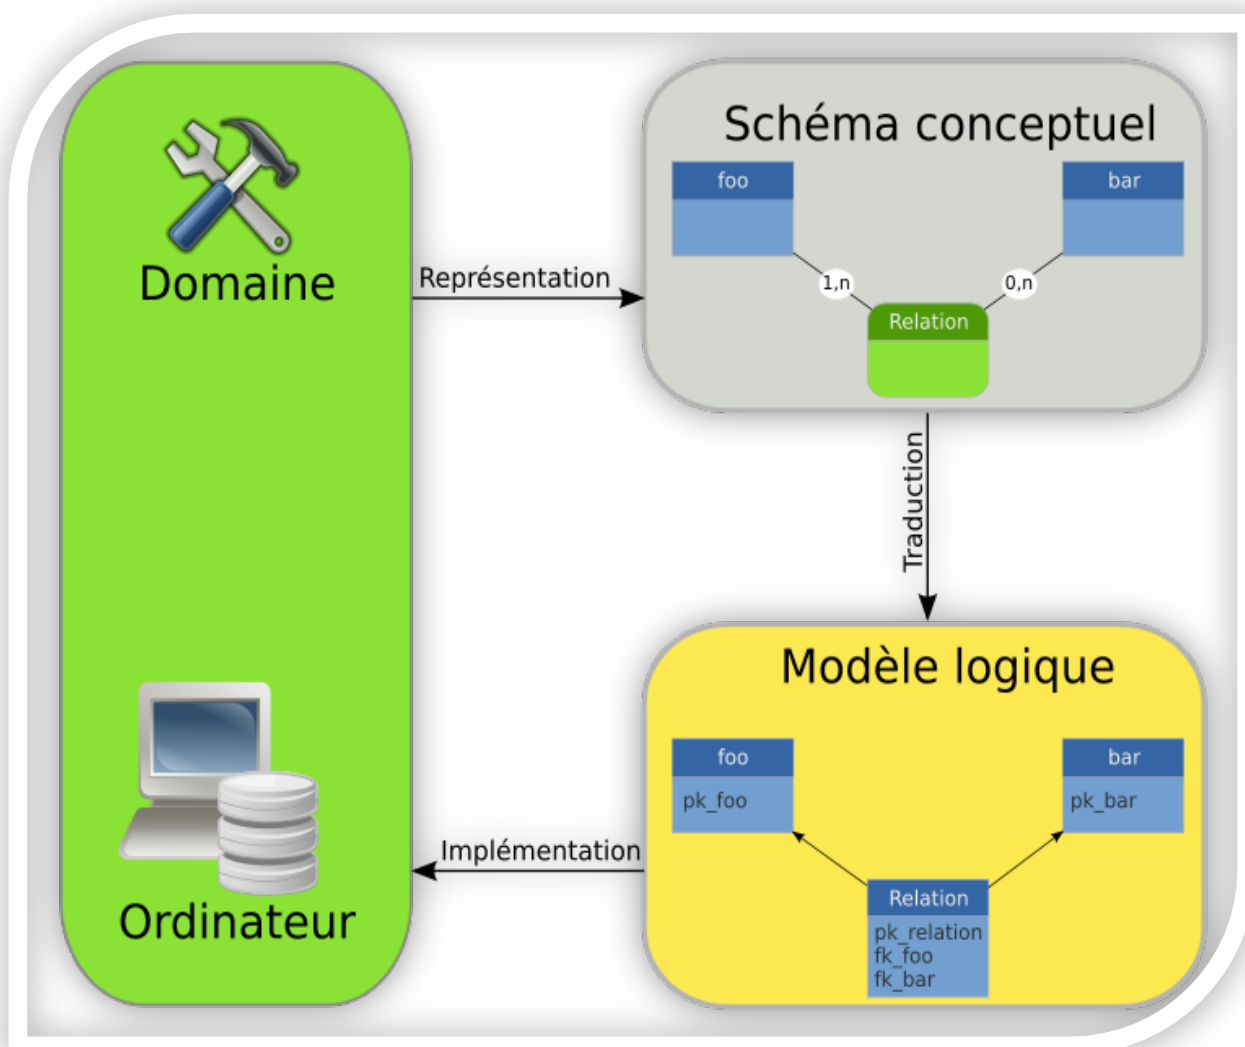 Domaine
Représentation
Schéma conceptuel
foo
bar
1,n
0,n
Relation
Traduction
Modèle logique
foo
bar
pk_foo
pk_bar
Relation
pk_relation
fk_foo
fk_bar
Implémentation
Ordinateur